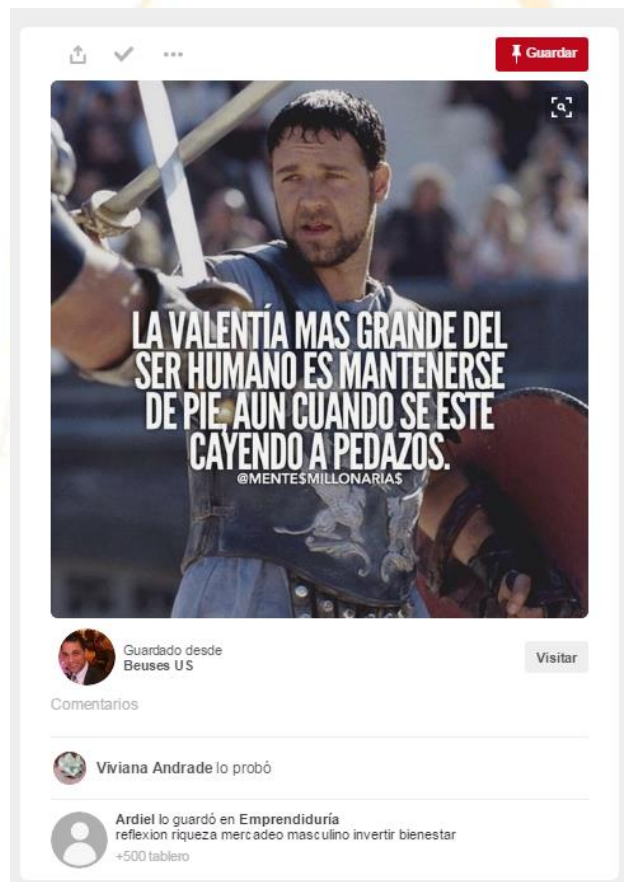 Guardar
LA VALENTÍA MAS GRANDE DEL
SER HUMANO ES MANTENERSE
DE PIE, AUN CUANDO SE ESTE
CAYENDO A PEDAZOS.
@MENTE$MILLONARIA$
Guardado desde
Beuses US
Visitar
Comentarios
Viviana Andrade lo probó
Ardiel lo guardó en Emprendiduría
reflexion riqueza mercadeo masculino invertir bienestar
+500 tablero